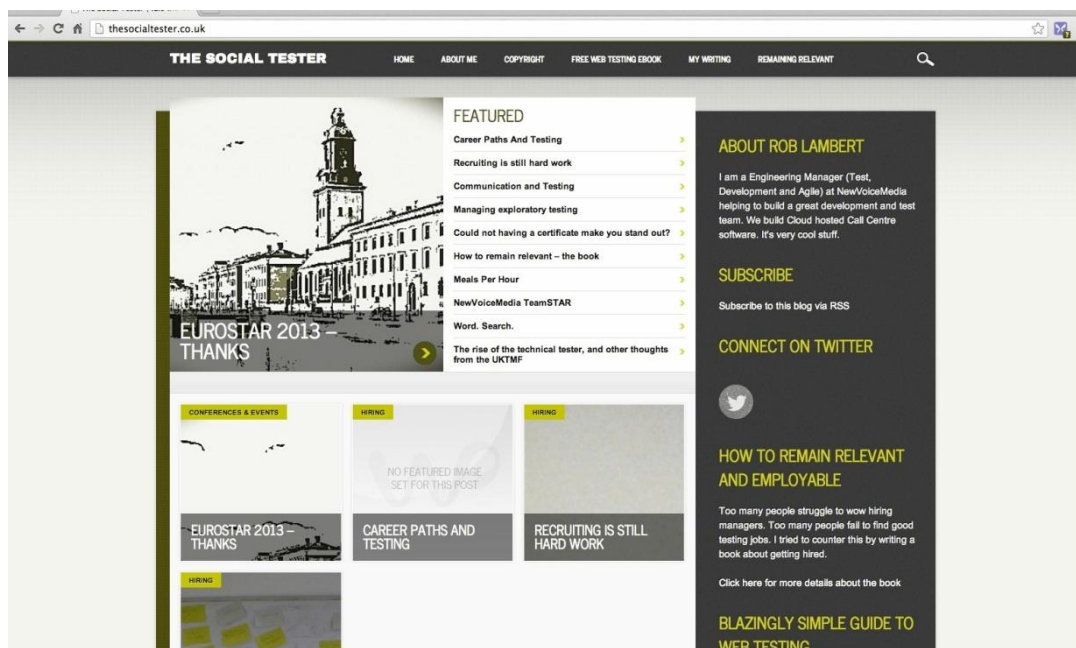 thesocialtester.co.uk
THE SOCIAL TESTER
HOME ABOUT ME COPYRIGHT FREE WEB TESTING EBOOK MY WRITING REMAINING RELEVANT
EUROSTAR 2013 –
THANKS
FEATURED
Career Paths And Testing
Recruiting is still hard work
Communication and Testing
Managing exploratory testing
Could not having a certificate make you stand out?
How to remain relevant – the book
Meals Per Hour
NewVoiceMedia TeamSTAR
Word. Search.
The rise of the technical tester, and other thoughts
from the UKTMF
CONFERENCES & EVENTS
EUROSTAR 2013 –
THANKS
HIRING
NO FEATURED IMAGE
SET FOR THIS POST
CAREER PATHS AND
TESTING
HIRING
RECRUITING IS STILL
HARD WORK
HIRING
ABOUT ROB LAMBERT
I am a Engineering Manager (Test,
Development and Agile) at NewVoiceMedia
helping to build a great development and test
team. We build Cloud hosted Call Centre
software. It's very cool stuff.
SUBSCRIBE
Subscribe to this blog via RSS
CONNECT ON TWITTER
HOW TO REMAIN RELEVANT
AND EMPLOYABLE
Too many people struggle to wow hiring
managers. Too many people fail to find good
testing jobs. I tried to counter this by writing a
book about getting hired.
Click here for more details about the book
BLAZINGLY SIMPLE GUIDE TO
WEB TESTING